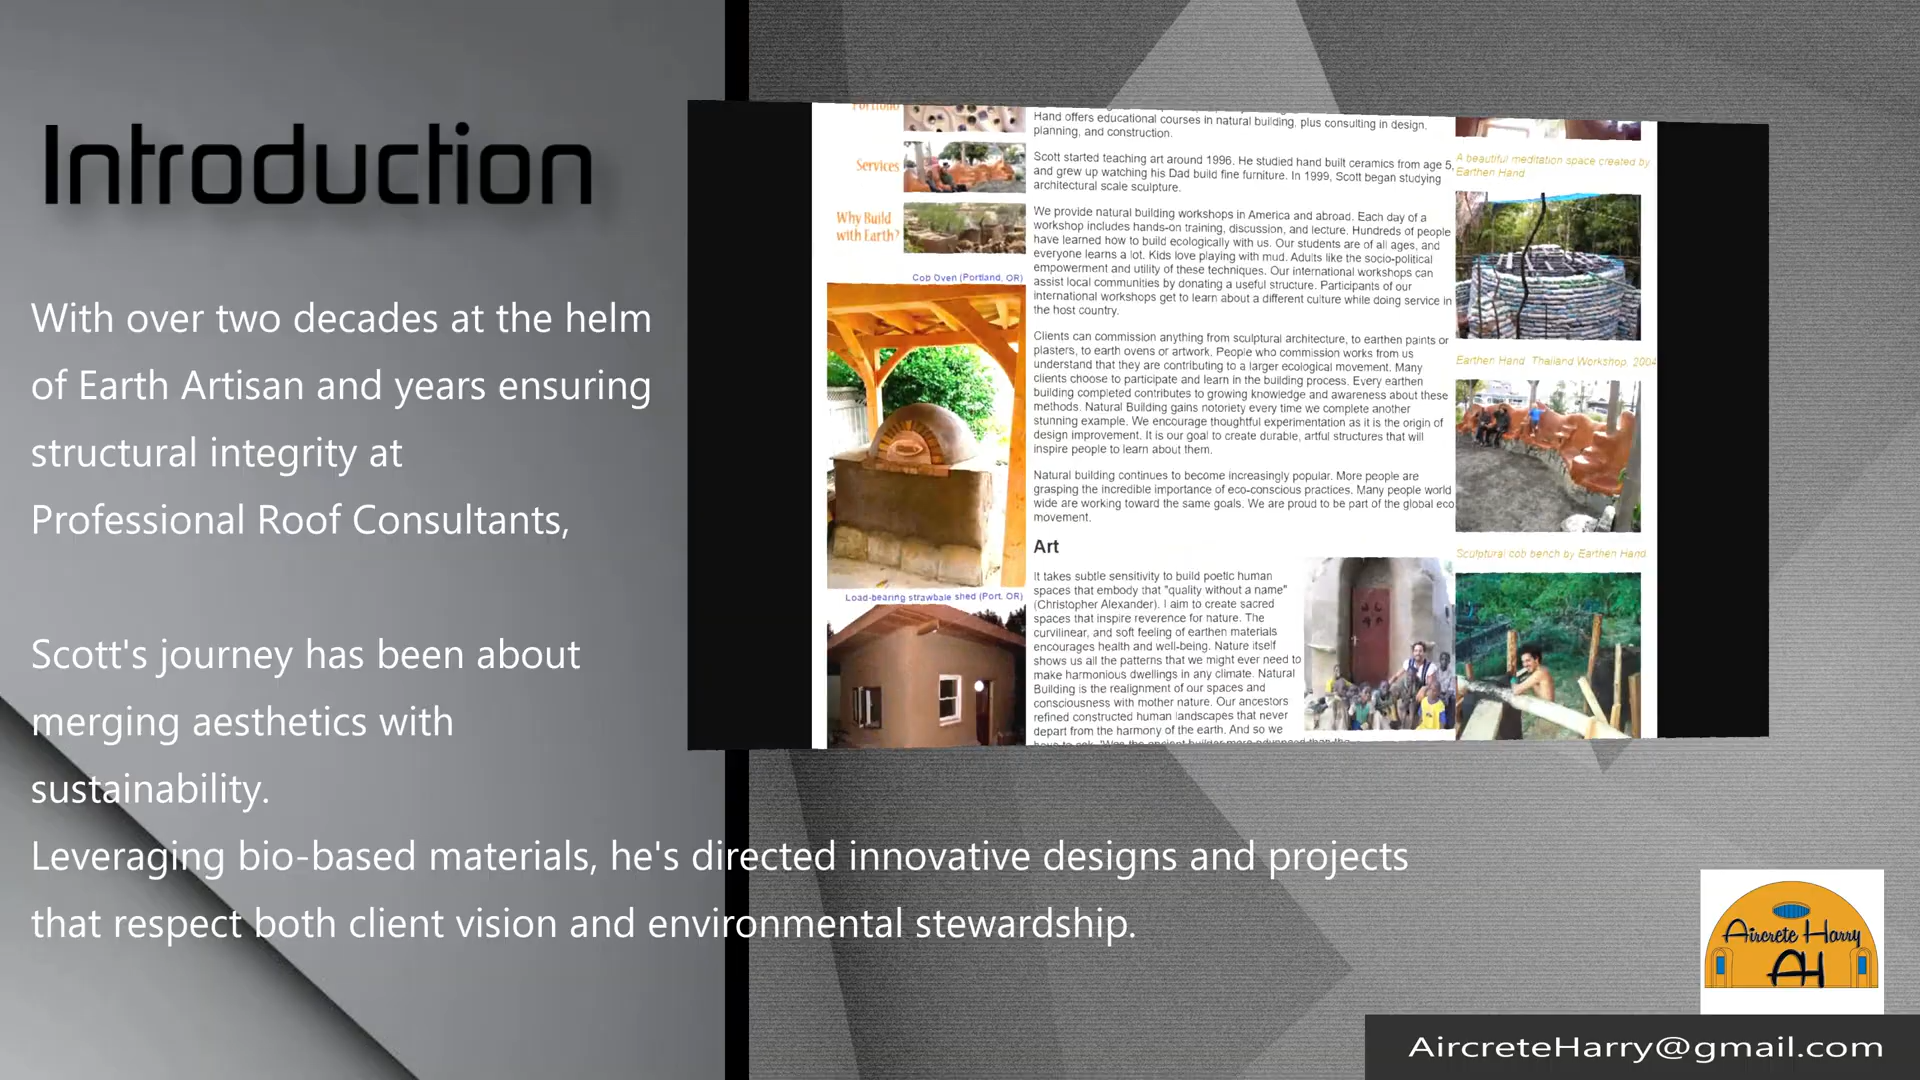 Introduction
With over two decades at the helm
of Earth Artisan and years ensuring
structural integrity at
Professional Roof Consultants,
Scott's journey has been about
merging aesthetics with
sustainability.
Leveraging bio-based materials, he's directed innovative designs and projects
that respect both client vision and environmental stewardship.
Portfolio
Services
Why Build
with Earth?
Cob Oven (Portland, OR)
Load-bearing strawbale shed (Port. OR)
Hand offers educational courses in natural building, plus consulting in design,
planning, and construction.
Scott started teaching art around 1996. He studied hand built ceramics from age 5,
and grew up watching his Dad build fine furniture. In 1999, Scott began studying
architectural scale sculpture.
We provide natural building workshops in America and abroad. Each day of a
workshop includes hands-on training, discussion, and lecture. Hundreds of people
have learned how to build ecologically with us. Our students are of all ages, and
everyone learns a lot. Kids love playing with mud. Adults like the socio-political
empowerment and utility of these techniques. Our international workshops can
assist local communities by donating a useful structure. Participants of our
international workshops get to learn about a different culture while doing service in
the host country.
Clients can commission anything from sculptural architecture, to earthen paints or
plasters, to earth ovens or artwork. People who commission works from us
understand that they are contributing to a larger ecological movement. Many
clients choose to participate and learn in the building process. Every earthen
building completed contributes to growing knowledge and awareness about these
methods. Natural Building gains notoriety every time we complete another
stunning example. We encourage thoughtful experimentation as it is the origin of
design improvement. It is our goal to create durable, artful structures that will
inspire people to learn about them.
Natural building continues to become increasingly popular. More people are
grasping the incredible importance of eco-conscious practices. Many people world
wide are working toward the same goals. We are proud to be part of the global eco
movement.
Art
It takes subtle sensitivity to build poetic human
spaces that embody that "quality without a name"
(Christopher Alexander). I aim to create sacred
spaces that inspire reverence for nature. The
curvilinear, and soft feeling of earthen materials
encourages health and well-being. Nature itself
shows us all the patterns that we might ever need to
make harmonious dwellings in any climate. Natural
Building is the realignment of our spaces and
consciousness with mother nature. Our ancestors
refined constructed human landscapes that never
depart from the harmony of the earth. And so we
A beautiful meditation space created by
Earthen Hand
Earthen Hand Thailand Workshop, 2004
Sculptural cob bench by Earthen Hand
Aircrete Harry
AH
AircreteHarry@gmail.com